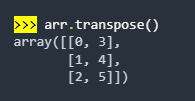 >>> arr.transpose()
array([[0, 3],
       [1, 4],
       [2, 5]])